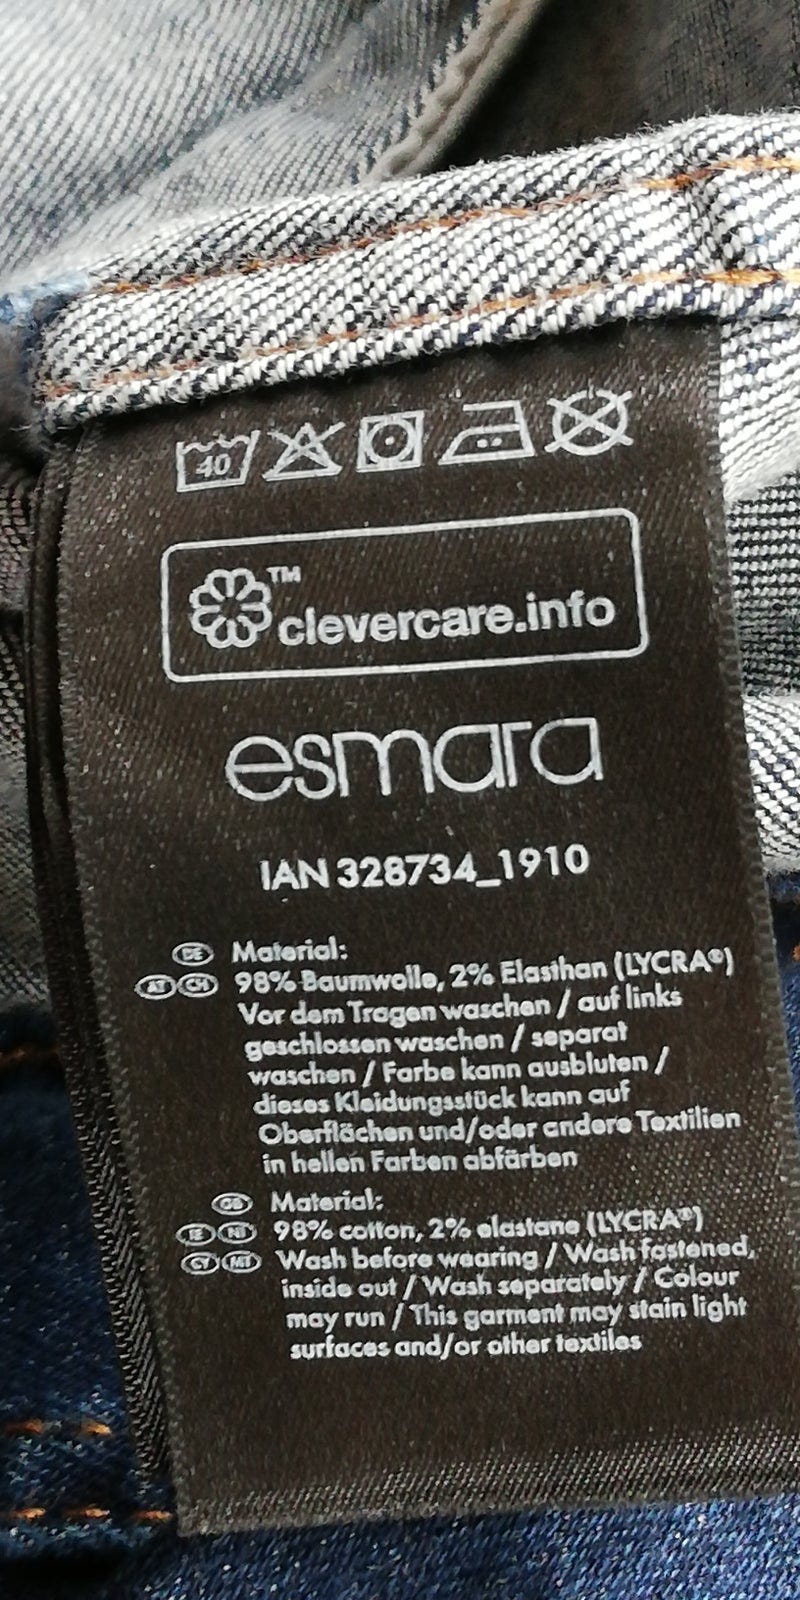 40
TM
clevercare.info
esmara
IAN 328734_1910
DE Material:
AT CH 98% Baumwolle, 2% Elasthan (LYCRA®)
Vor dem Tragen waschen / auf links
geschlossen waschen / separat
waschen / Farbe kann ausbluten /
dieses Kleidungsstück kann auf
Oberflächen und/oder andere Textilien
in hellen Farben abfärben
GB Material:
IE NI 98% cotton, 2% elastane (LYCRA®)
CY MT Wash before wearing / Wash fastened,
inside out / Wash separately / Colour
may run / This garment may stain light
surfaces and/or other textiles